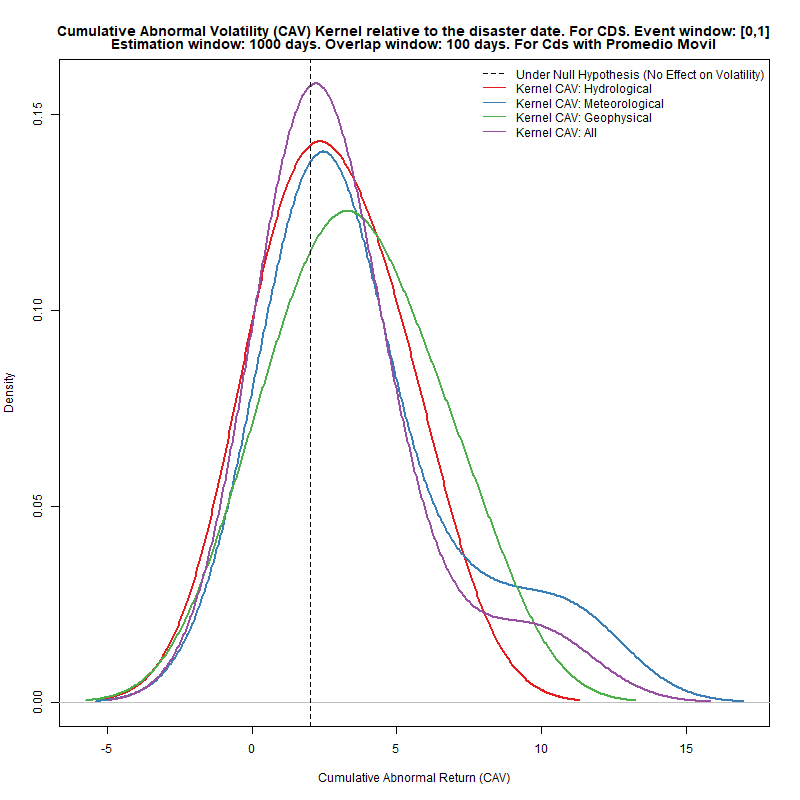 Cumulative Abnormal Volatility (CAV) Kernel relative to the disaster date. For CDS. Event window: [0,1]
Estimation window: 1000 days. Overlap window: 100 days. For Cds with Promedio Movil
Under Null Hypothesis (No Effect on Volatility)
Kernel CAV: Hydrological
Kernel CAV: Meteorological
Kernel CAV: Geophysical
Kernel CAV: All
0.15
0.10
0.05
0.00
Density
-5 0 5 10 15
Cumulative Abnormal Return (CAV)